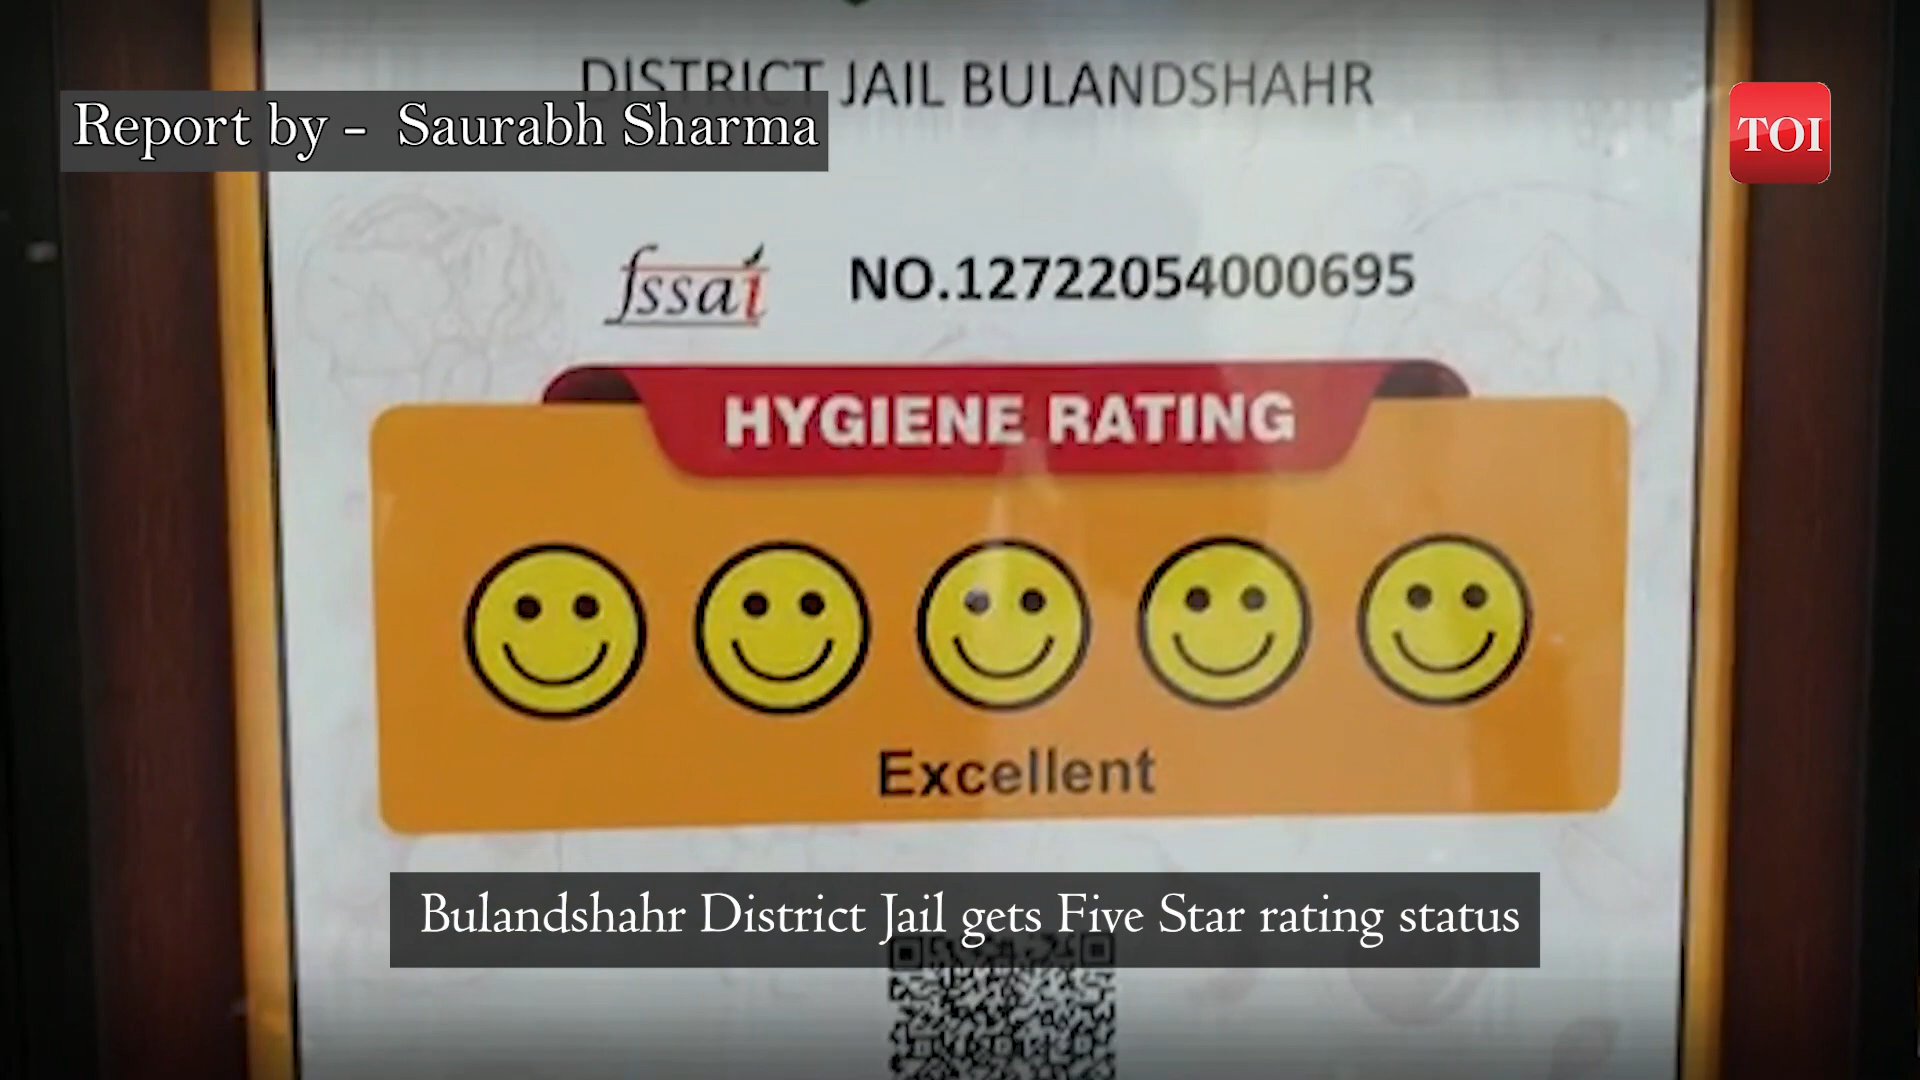 DISTRICT JAIL BULANDSHAHR
Report by - Saurabh Sharma
TOI
fssai NO.12722054000695
HYGIENE RATING
Excellent
Bulandshahr District Jail gets Five Star rating status